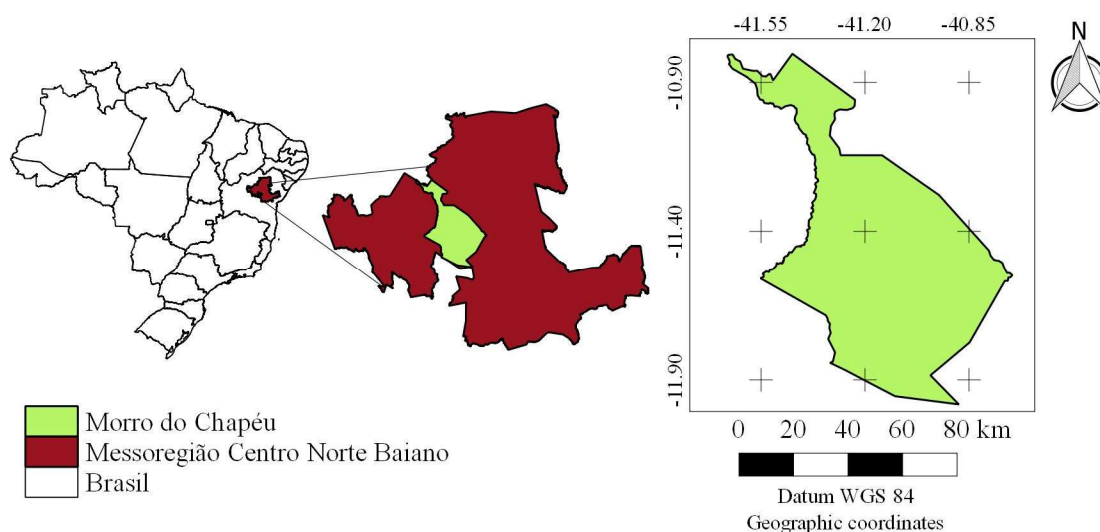 -41.55 -41.20 -40.85
N
-10.90
-11.40
-11.90
Morro do Chapéu
Messoregião Centro Norte Baiano
Brasil
0 20 40 60 80 km
Datum WGS 84
Geographic coordinates